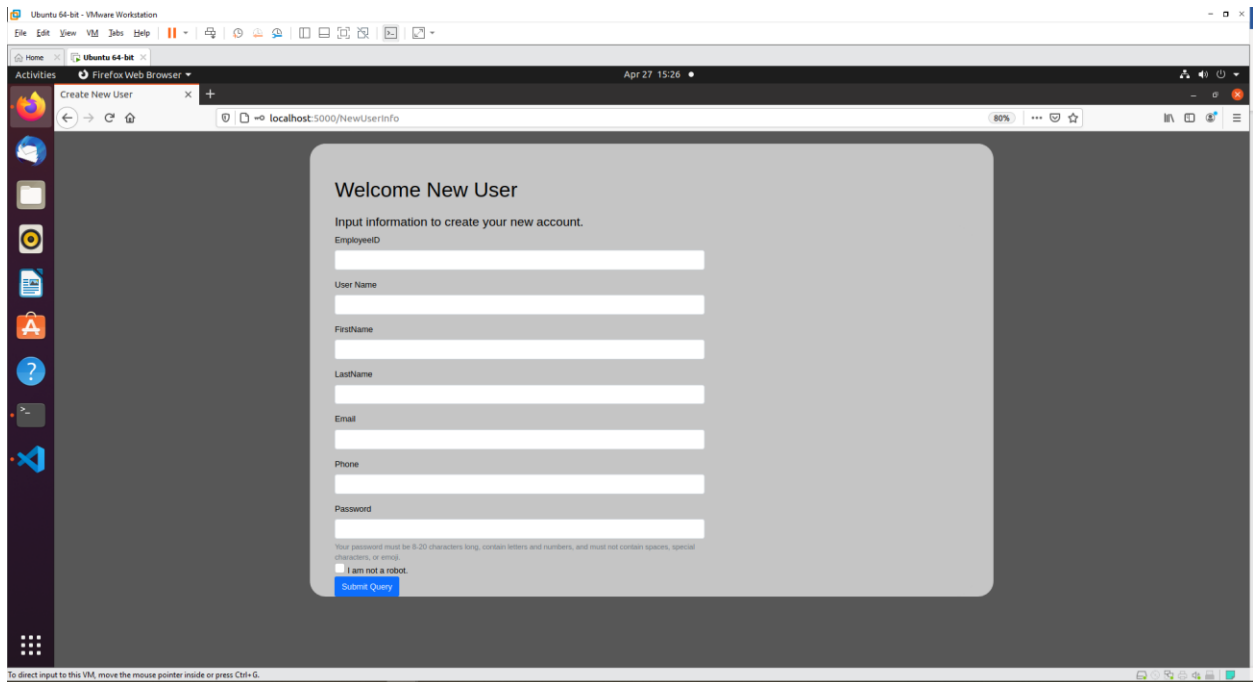 Ubuntu 64-bit - VMware Workstation
File Edit View VM Tabs Help
Home Ubuntu 64-bit
Activities Firefox Web Browser Apr 27 15:26
Create New User
localhost:5000/NewUserInfo 80%
Welcome New User
Input information to create your new account.
EmployeeID
User Name
FirstName
LastName
Email
Phone
Password
Your password must be 8-20 characters long, contain letters and numbers, and must not contain spaces, special
characters, or emoji.
I am not a robot.
Submit Query
To direct input to this VM, move the mouse pointer inside or press Ctrl+G.